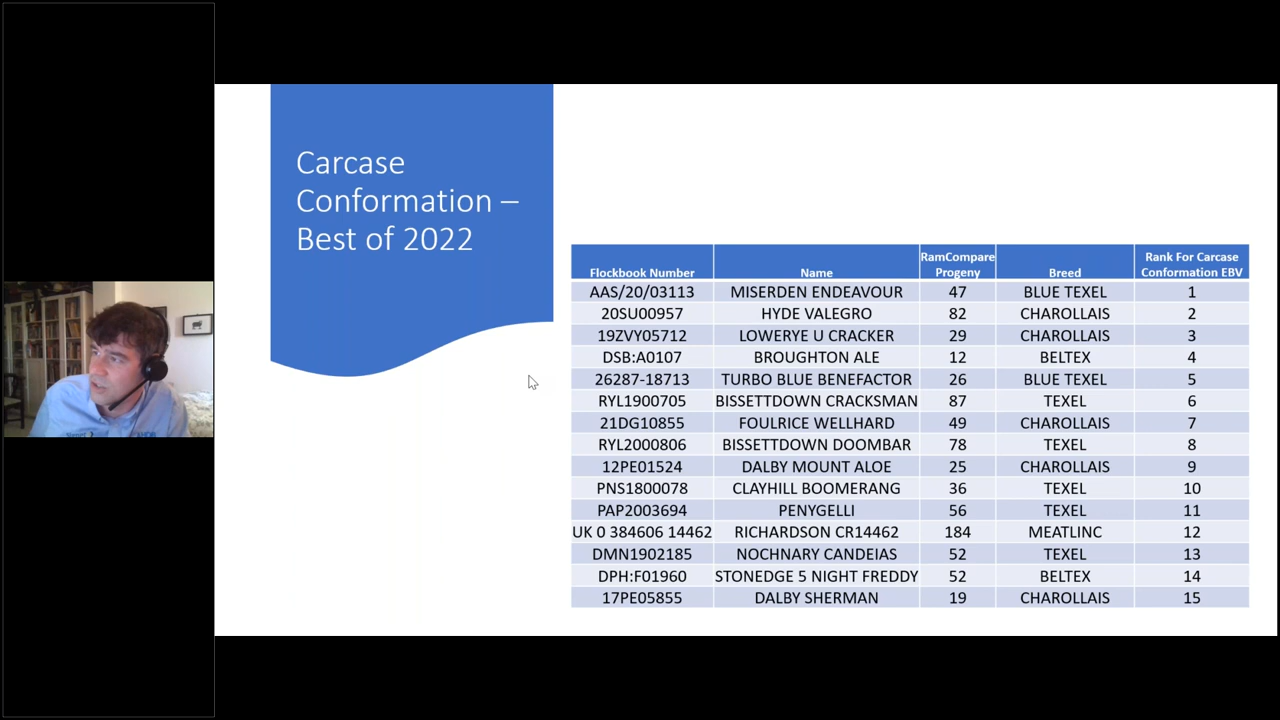 Carcase
Conformation –
Best of 2022
Flockbook Number Name RamCompare Progeny Breed Rank For Carcase Conformation EBV
AAS/20/03113 MISERDEN ENDEAVOUR 47 BLUE TEXEL 1
20SU00957 HYDE VALEGRO 82 CHAROLLAIS 2
19ZVY05712 LOWERYE U CRACKER 29 CHAROLLAIS 3
DSB:A0107 BROUGHTON ALE 12 BELTEX 4
26287-18713 TURBO BLUE BENEFACTOR 26 BLUE TEXEL 5
RYL1900705 BISSETTDOWN CRACKSMAN 87 TEXEL 6
21DG10855 FOULRICE WELLHARD 49 CHAROLLAIS 7
RYL2000806 BISSETTDOWN DOOMBAR 78 TEXEL 8
12PE01524 DALBY MOUNT ALOE 25 CHAROLLAIS 9
PNS1800078 CLAYHILL BOOMERANG 36 TEXEL 10
PAP2003694 PENYGELLI 56 TEXEL 11
UK 0 384606 14462 RICHARDSON CR14462 184 MEATLINC 12
DMN1902185 NOCHNARY CANDEIAS 52 TEXEL 13
DPH:F01960 STONEDGE 5 NIGHT FREDDY 52 BELTEX 14
17PE05855 DALBY SHERMAN 19 CHAROLLAIS 15